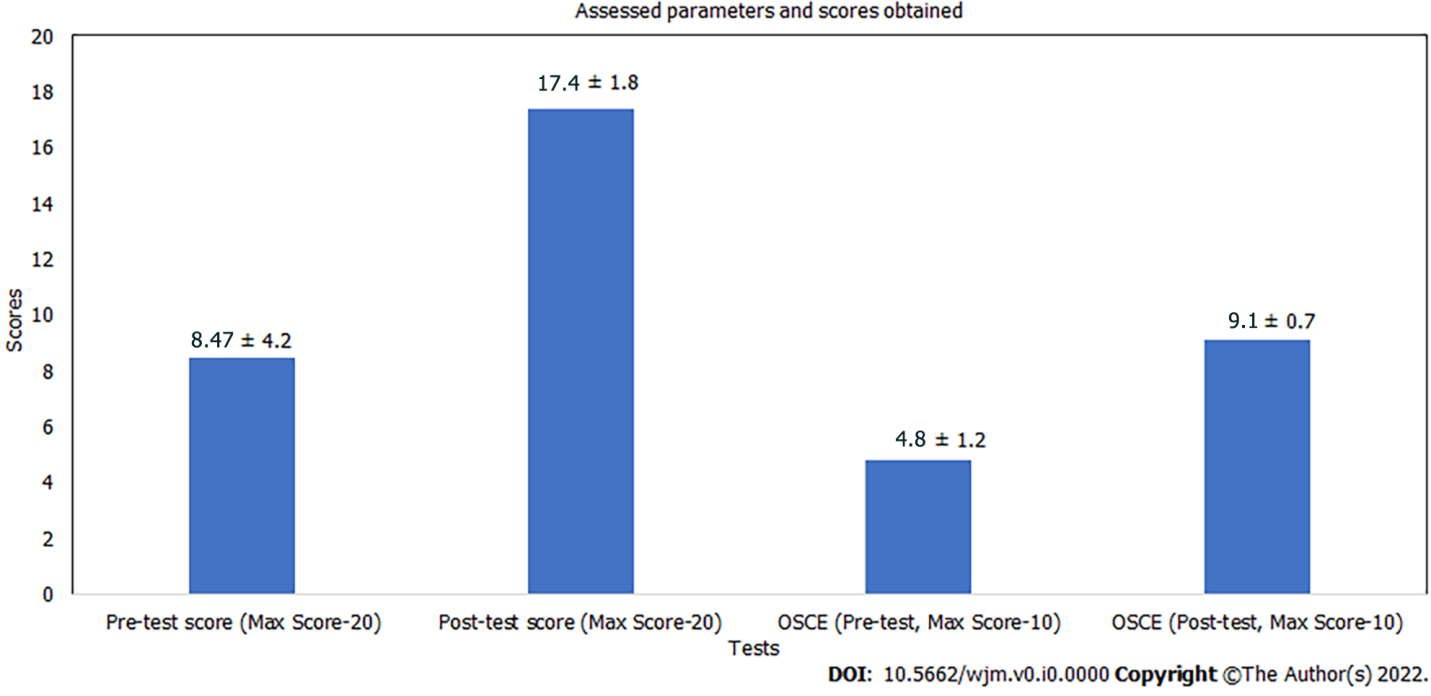 Assessed parameters and scores obtained
20
18
16
14
12
10
8
6
4
2
0
Scores
8.47 ± 4.2
17.4 ± 1.8
4.8 ± 1.2
9.1 ± 0.7
Pre-test score (Max Score-20)
Post-test score (Max Score-20)
OSCE (Pre-test, Max Score-10)
OSCE (Post-test, Max Score-10)
Tests
DOI: 10.5662/wjm.v0.i0.0000 Copyright ©The Author(s) 2022.